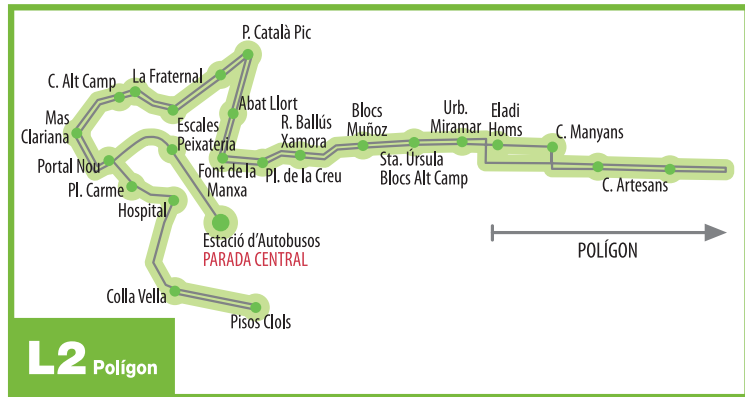 P. Català Pic
C. Alt Camp
La Fraternal
Mas
Clariana
Escales
Peixateria
Abat Llort
R. Ballús
Xamora
Blocs
Muñoz
Urb.
Miramar
Eladi
Homs
C. Manyans
Portal Nou
Pl. Carme
Hospital
Font de la
Manxa
Pl. de la Creu
Sta. Úrsula
Blocs Alt Camp
C. Artesans
Estació d'Autobusos
PARADA CENTRAL
POLÍGON
Colla Vella
Pisos Clols
L2 Polígon